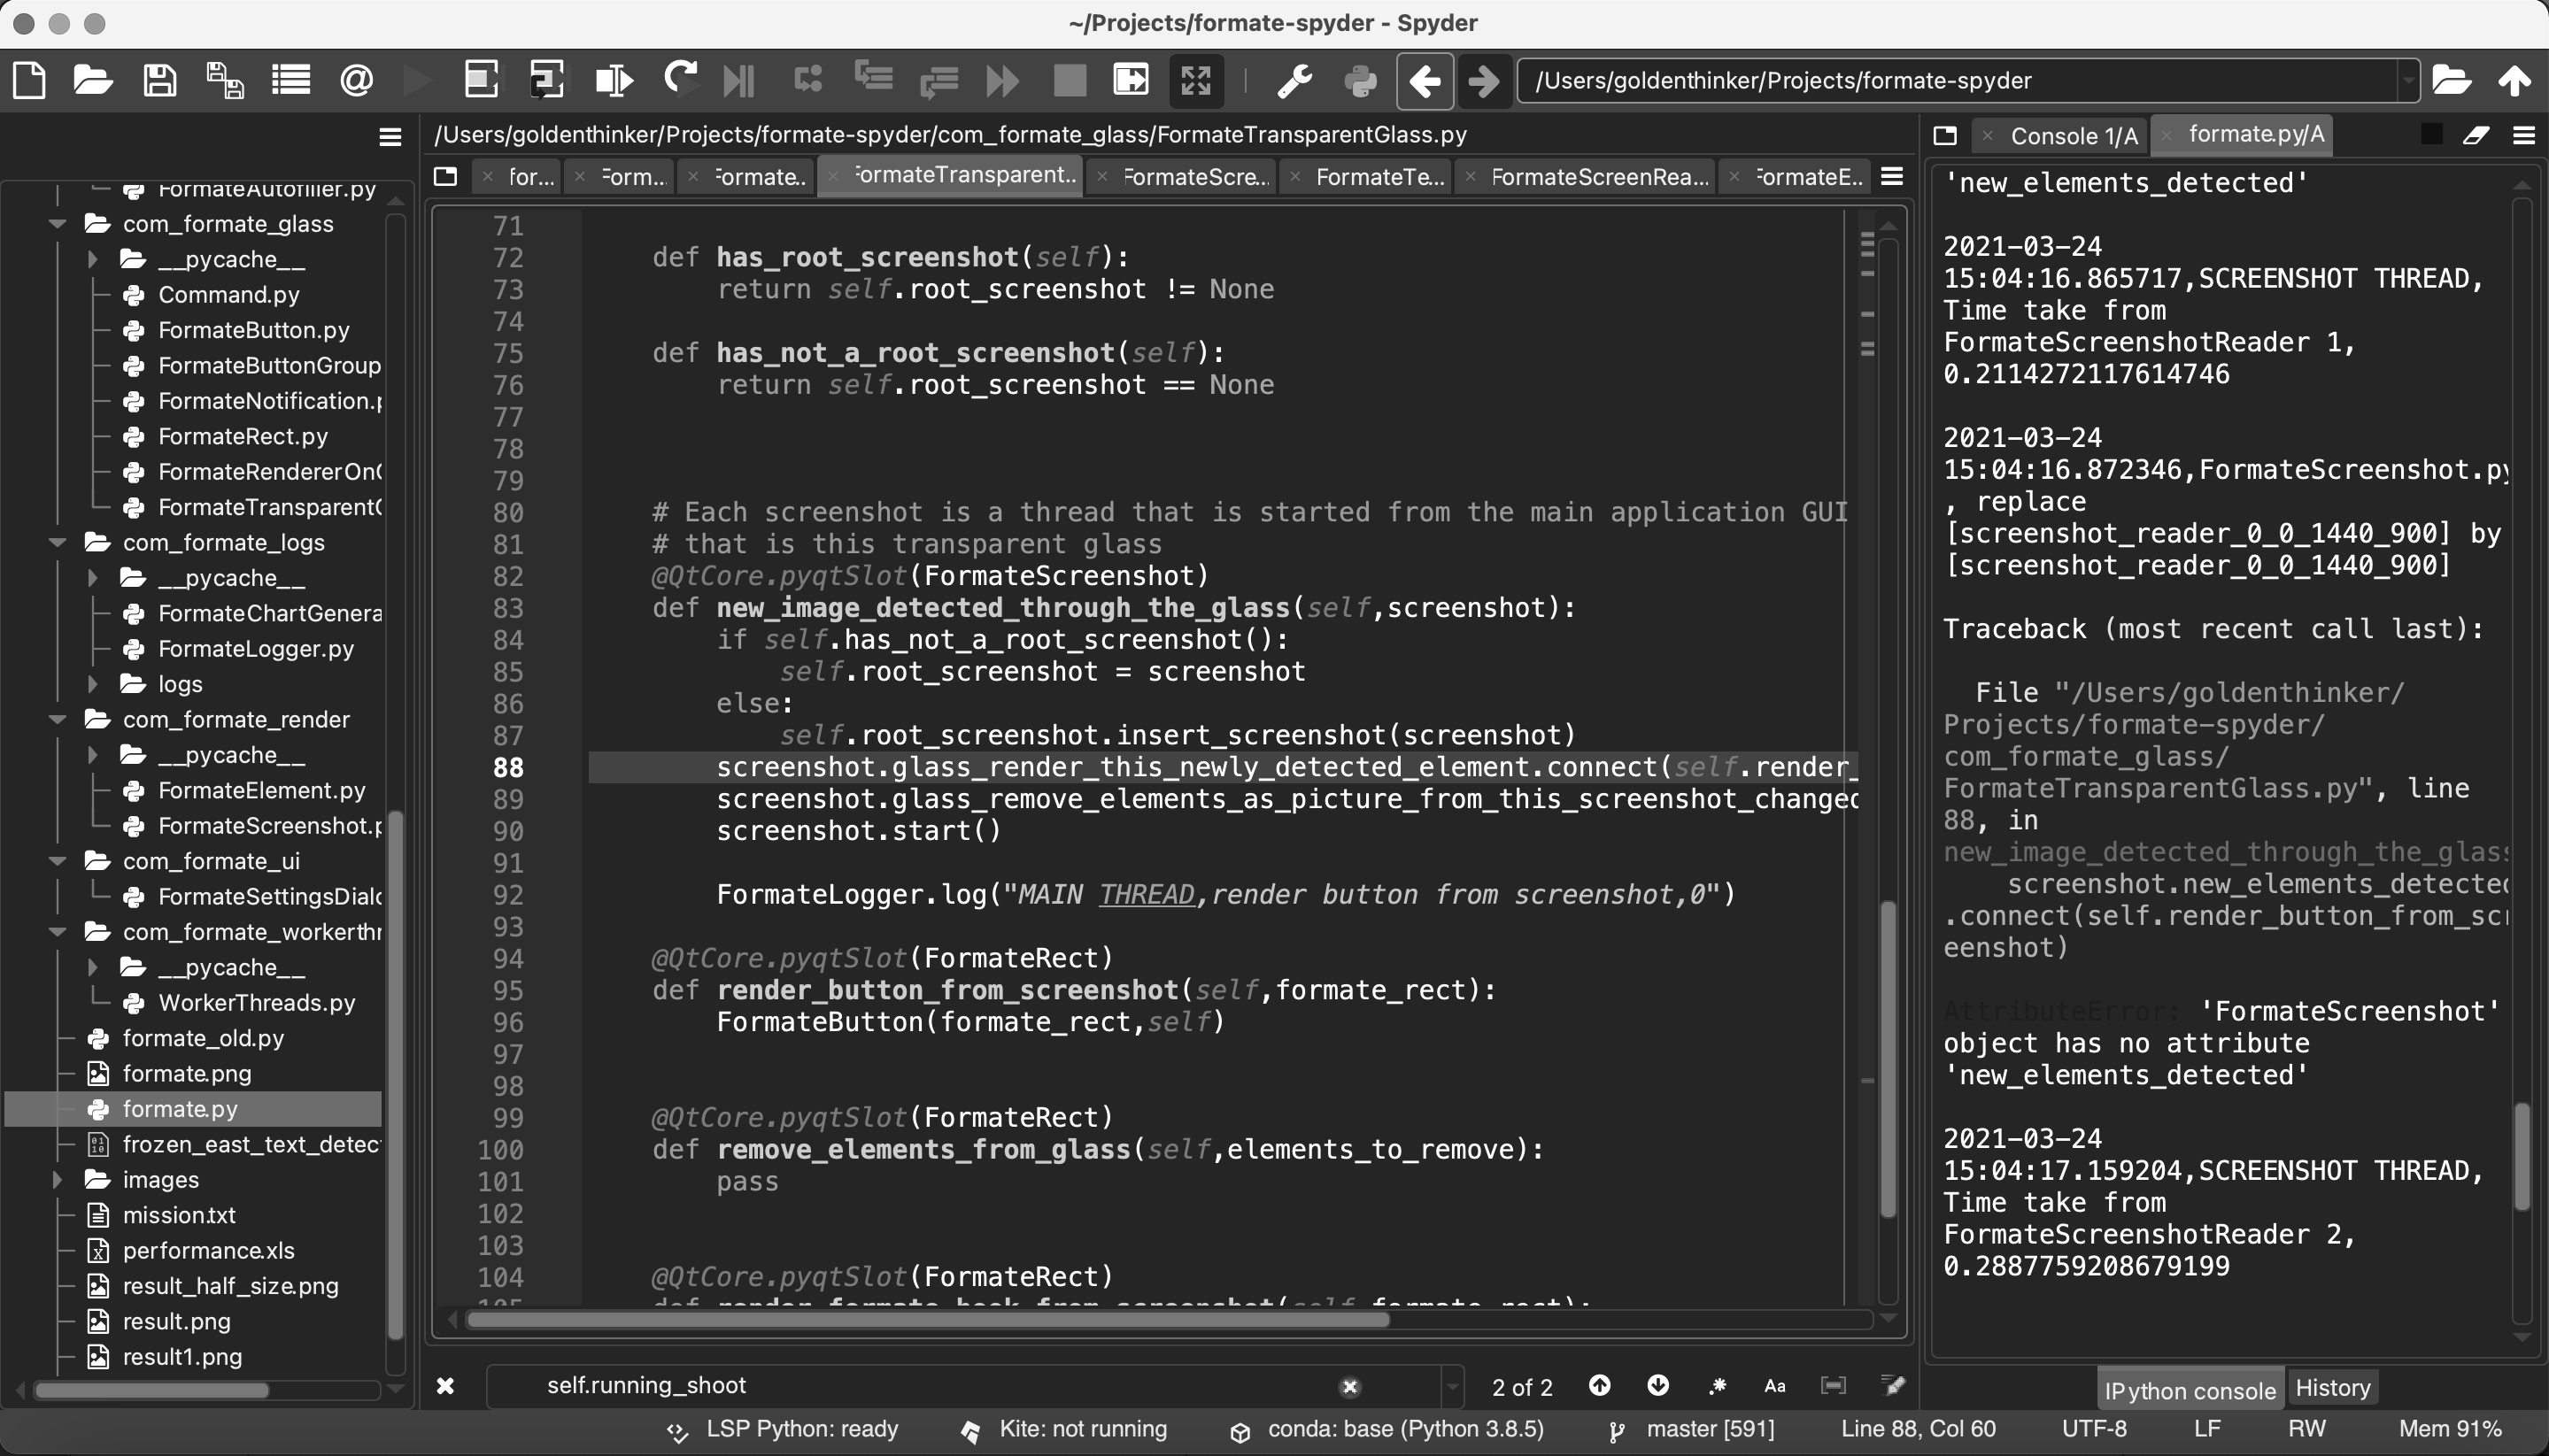 ~/Projects/formate-spyder - Spyder
/Users/goldenthinker/Projects/formate-spyder
/Users/goldenthinker/Projects/formate-spyder/com_formate_glass/FormateTransparentGlass.py
for...
Form...
Formate..
FormateTransparent..
FormateScre...
FormateTe...
FormateScreenRea...
FormateE..
Console 1/A
formate.py/A
FormateAutofiller.py
com_formate_glass
__pycache__
Command.py
FormateButton.py
FormateButtonGroup
FormateNotification.p
FormateRect.py
FormateRendererOnG
FormateTransparentG
com_formate_logs
__pycache__
FormateChartGenera
FormateLogger.py
logs
com_formate_render
__pycache__
FormateElement.py
FormateScreenshot.p
com_formate_ui
FormateSettingsDialo
com_formate_workerthr
__pycache__
WorkerThreads.py
formate_old.py
formate.png
formate.py
frozen_east_text_detect
images
mission.txt
performance.xls
result_half_size.png
result.png
result1.png
71
72 def has_root_screenshot(self):
73 return self.root_screenshot != None
74
75 def has_not_a_root_screenshot(self):
76 return self.root_screenshot == None
77
78
79
80 # Each screenshot is a thread that is started from the main application GUI
81 # that is this transparent glass
82 @QtCore.pyqtSlot(FormateScreenshot)
83 def new_image_detected_through_the_glass(self,screenshot):
84 if self.has_not_a_root_screenshot():
85 self.root_screenshot = screenshot
86 else:
87 self.root_screenshot.insert_screenshot(screenshot)
88 screenshot.glass_render_this_newly_detected_element.connect(self.render_
89 screenshot.glass_remove_elements_as_picture_from_this_screenshot_changed
90 screenshot.start()
91
92 FormateLogger.log("MAIN THREAD,render button from screenshot,0")
93
94 @QtCore.pyqtSlot(FormateRect)
95 def render_button_from_screenshot(self,formate_rect):
96 FormateButton(formate_rect,self)
97
98
99 @QtCore.pyqtSlot(FormateRect)
100 def remove_elements_from_glass(self,elements_to_remove):
101 pass
102
103
104 @QtCore.pyqtSlot(FormateRect)
'new_elements_detected'
2021-03-24
15:04:16.865717,SCREENSHOT THREAD,
Time take from
FormateScreenshotReader 1,
0.2114272117614746
2021-03-24
15:04:16.872346,FormateScreenshot.py
, replace
[screenshot_reader_0_0_1440_900] by
[screenshot_reader_0_0_1440_900]
Traceback (most recent call last):
File "/Users/goldenthinker/
Projects/formate-spyder/
com_formate_glass/
FormateTransparentGlass.py", line
88, in
new_image_detected_through_the_glass
screenshot.new_elements_detected
.connect(self.render_button_from_scr
eenshot)
AttributeError: 'FormateScreenshot'
object has no attribute
'new_elements_detected'
2021-03-24
15:04:17.159204,SCREENSHOT THREAD,
Time take from
FormateScreenshotReader 2,
0.2887759208679199
self.running_shoot
2 of 2
Aa
IPython console
History
LSP Python: ready
Kite: not running
conda: base (Python 3.8.5)
master [591]
Line 88, Col 60
UTF-8
LF
RW
Mem 91%